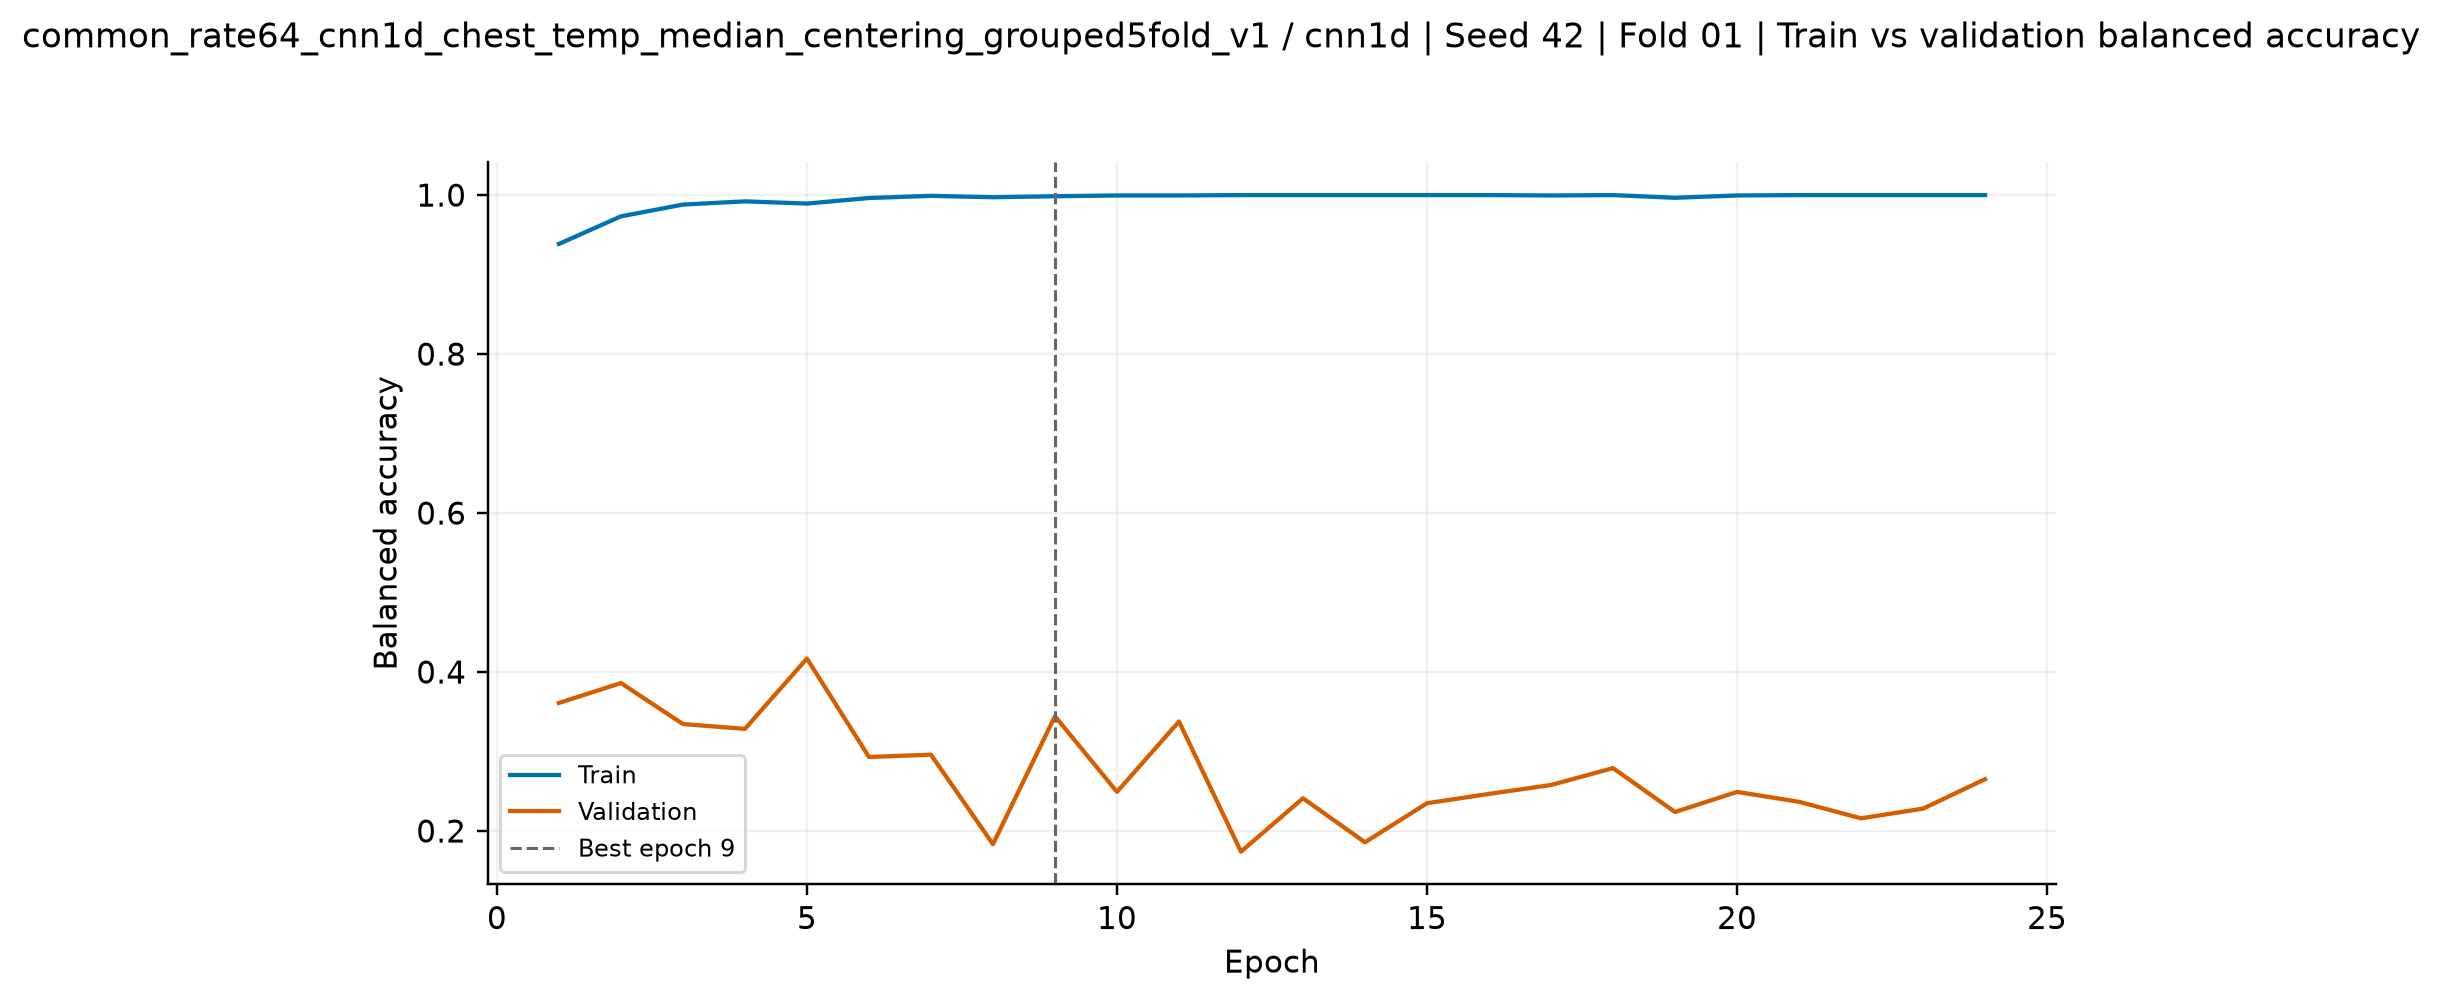 common_rate64_cnn1d_chest_temp_median_centering_grouped5fold_v1 / cnn1d | Seed 42 | Fold 01 | Train vs validation balanced accuracy
1.0
0.8
0.6
0.4
0.2
Balanced accuracy
Train
Validation
Best epoch 9
0 5 10 15 20 25
Epoch